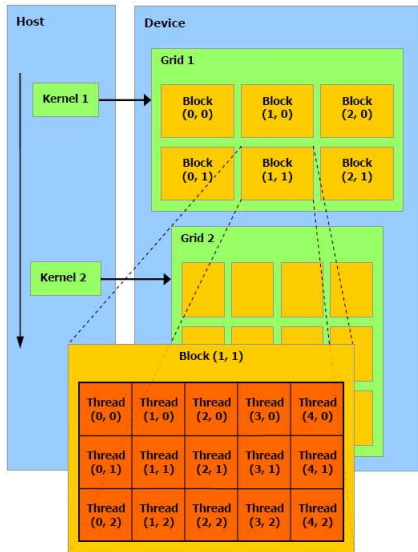 Host
Device
Grid 1
Kernel 1
Block
(0, 0)
Block
(1, 0)
Block
(2, 0)
Block
(0, 1)
Block
(1, 1)
Block
(2, 1)
Grid 2
Kernel 2
Block (1, 1)
Thread
(0, 0)
Thread
(1, 0)
Thread
(2, 0)
Thread
(3, 0)
Thread
(4, 0)
Thread
(0, 1)
Thread
(1, 1)
Thread
(2, 1)
Thread
(3, 1)
Thread
(4, 1)
Thread
(0, 2)
Thread
(1, 2)
Thread
(2, 2)
Thread
(3, 2)
Thread
(4, 2)